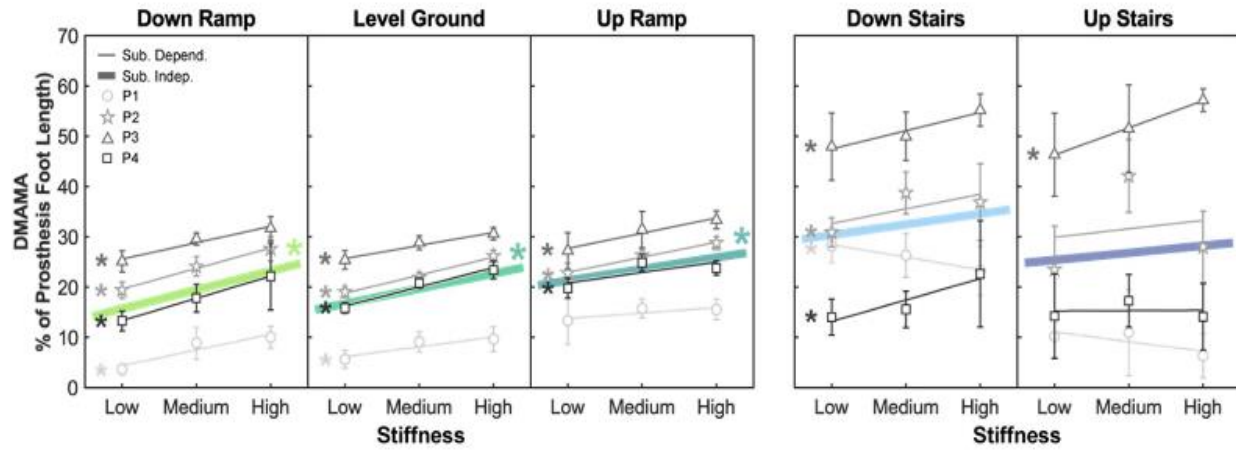 Down Ramp Level Ground Up Ramp Down Stairs Up Stairs
DMAMA
% of Prosthesis Foot Length)
70
60
50
40
30
20
10
0
Sub. Depend.
Sub. Indep.
P1
P2
P3
P4
* * * * * * * * * * * * * * * * * * *
Low Medium High Low Medium High Low Medium High Low Medium High Low Medium High
Stiffness Stiffness